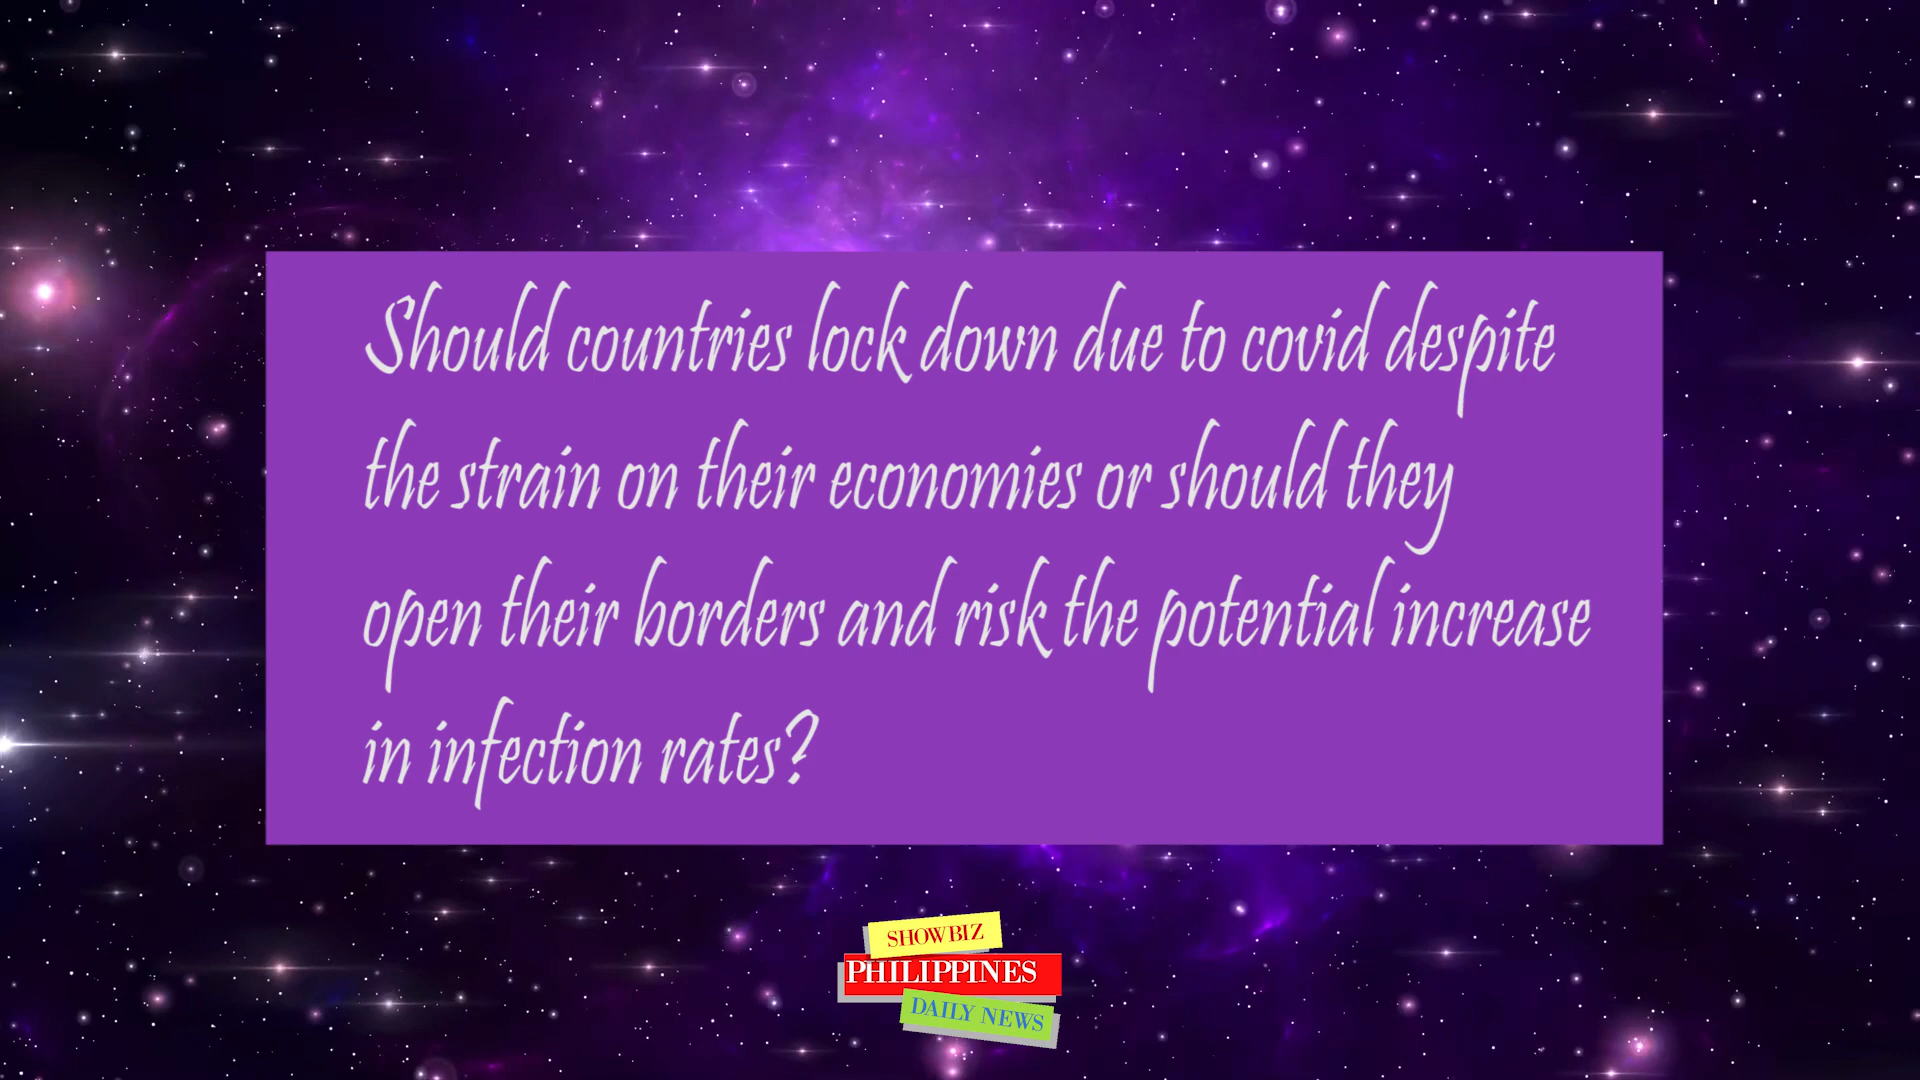 Should countries lock down due to covid despite
the strain on their economies or should they
open their borders and risk the potential increase
in infection rates?
SHOWBIZ
PHILIPPINES
DAILY NEWS